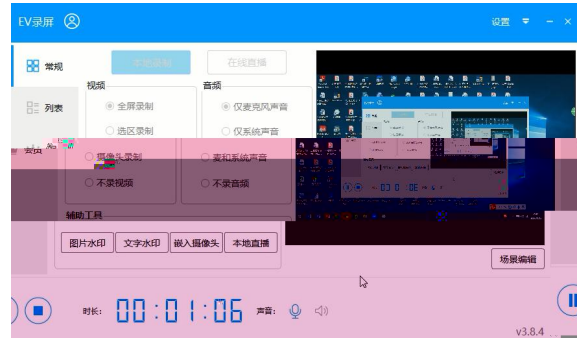 EV录屏 设置
常规 本地录制 在线直播
视频 音频
列表 全屏录制 仅麦克风声音
选区录制 仅系统声音
会员 摄像头录制 麦和系统声音
不录视频 不录音频
辅助工具
图片水印 文字水印 嵌入摄像头 本地直播
场景编辑
时长: 00:01:06 声音:
v3.8.4